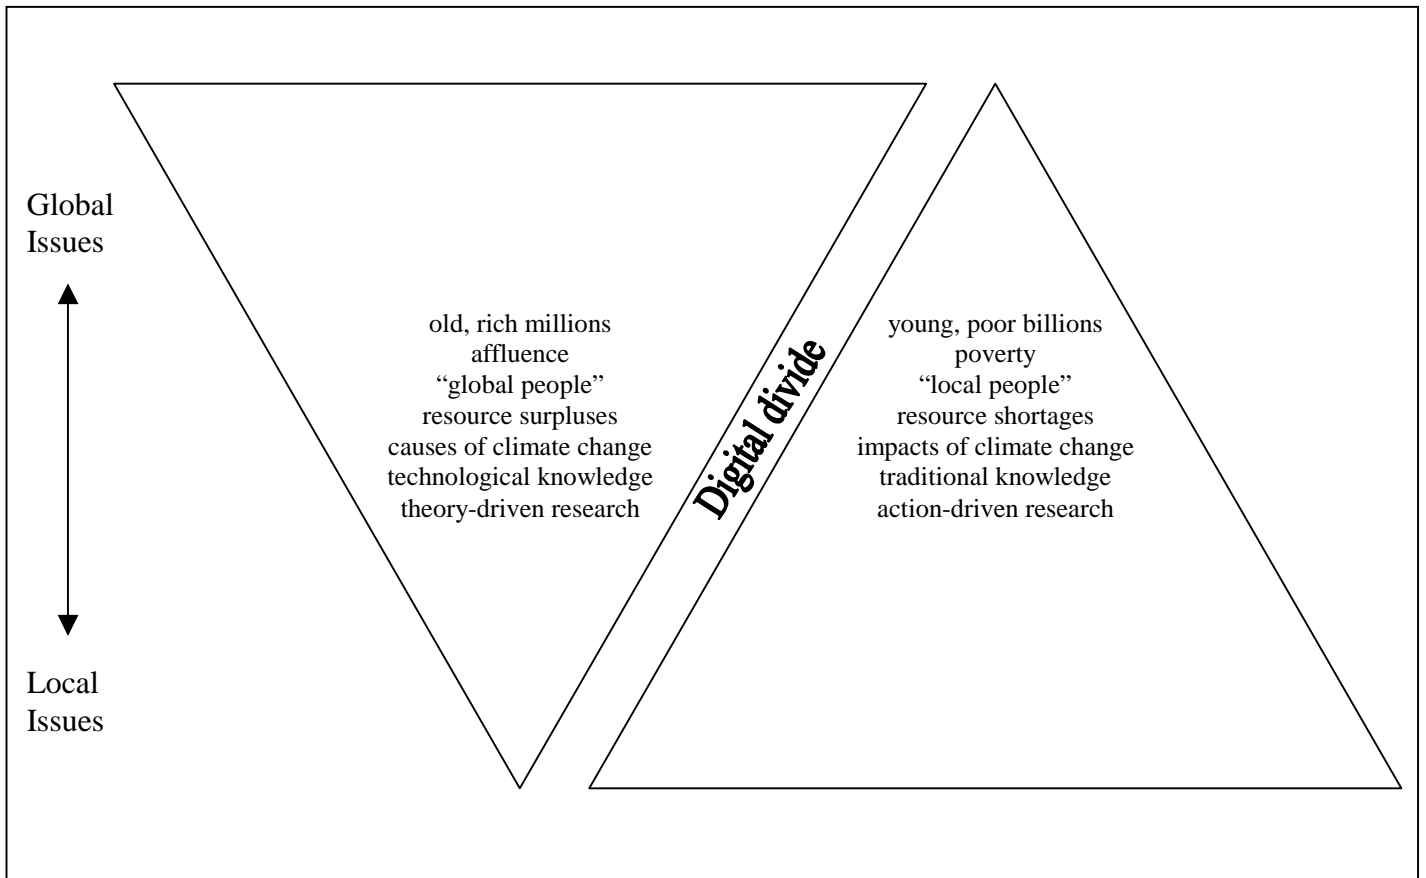 Global
Issues
Local
Issues
old, rich millions
affluence
“global people”
resource surpluses
causes of climate change
technological knowledge
theory-driven research
Digital divide
young, poor billions
poverty
“local people”
resource shortages
impacts of climate change
traditional knowledge
action-driven research